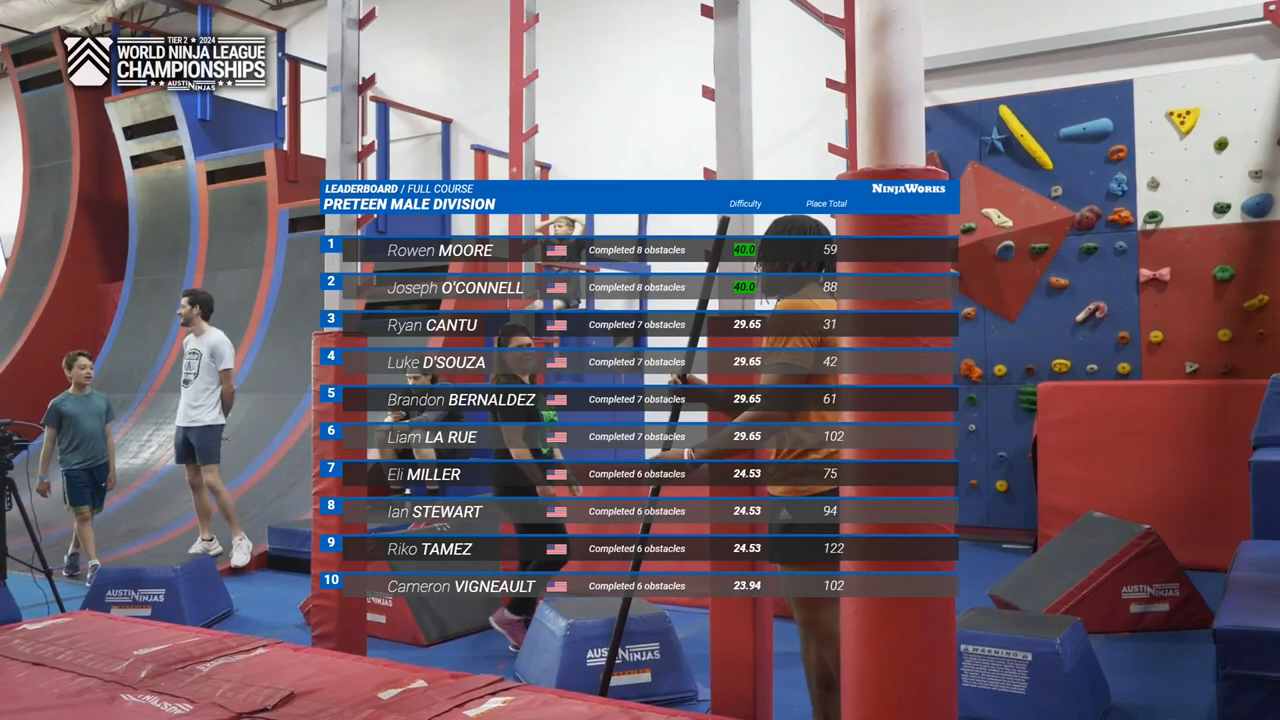 TIER 2 ★ 2024
WORLD NINJA LEAGUE
CHAMPIONSHIPS
AUSTIN NINJAS
LEADERBOARD / FULL COURSE
PRETEEN MALE DIVISION
Difficulty
Place Total
NINJAWORKS
1 Rowen MOORE Completed 8 obstacles 40.0 59
2 Joseph O'CONNELL Completed 8 obstacles 40.0 88
3 Ryan CANTU Completed 7 obstacles 29.65 31
4 Luke D'SOUZA Completed 7 obstacles 29.65 42
5 Brandon BERNALDEZ Completed 7 obstacles 29.65 61
6 Liam LA RUE Completed 7 obstacles 29.65 102
7 Eli MILLER Completed 6 obstacles 24.53 75
8 Ian STEWART Completed 6 obstacles 24.53 94
9 Riko TAMEZ Completed 6 obstacles 24.53 122
10 Cameron VIGNEAULT Completed 6 obstacles 23.94 102
AUSTIN NINJAS
AUSTIN NINJAS
AUSTIN NINJAS
WARNING